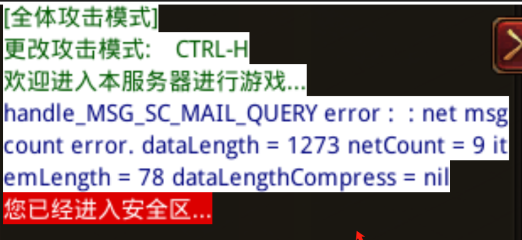 [全体攻击模式]
更改攻击模式: CTRL-H
欢迎进入本服务器进行游戏...
handle_MSG_SC_MAIL_QUERY error : : net msg
count error. dataLength = 1273 netCount = 9 it
emLength = 78 dataLengthCompress = nil
您已经进入安全区...